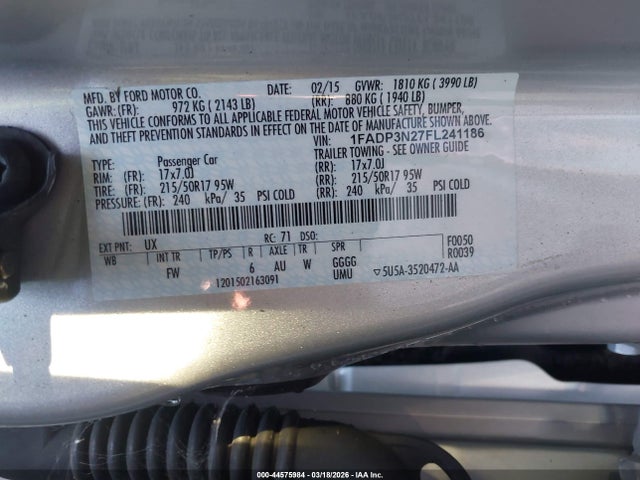 MFD. BY FORD MOTOR CO. DATE: 02/15 GVWR: 1810 KG ( 3990 LB)
GAWR: (FR): 972 KG ( 2143 LB) (RR): 880 KG ( 1940 LB)
THIS VEHICLE CONFORMS TO ALL APPLICABLE FEDERAL MOTOR VEHICLE SAFETY, BUMPER,
AND THEFT PREVENTION STANDARDS IN EFFECT ON THE DATE OF MANUFACTURE SHOWN ABOVE.
VIN: 1FADP3N27FL241186
TYPE: Passenger Car TRAILER TOWING - SEE OWNER GUIDE
RIM: (FR): 17x7.0J (RR): 17x7.0J
TIRE: (FR): 215/50R17 95W (RR): 215/50R17 95W
PRESSURE: (FR): 240 kPa/ 35 PSI COLD (RR): 240 kPa/ 35 PSI COLD
EXT PNT: UX RC: 71 DSO: F0050
WB INT TR TP/PS R AXLE TR SPR R0039
FW 6 AU W GGGG
UMU ▽5U5A-3520472-AA
1201502163091
000-44575984 | 03/18/2026 - IAA Inc.